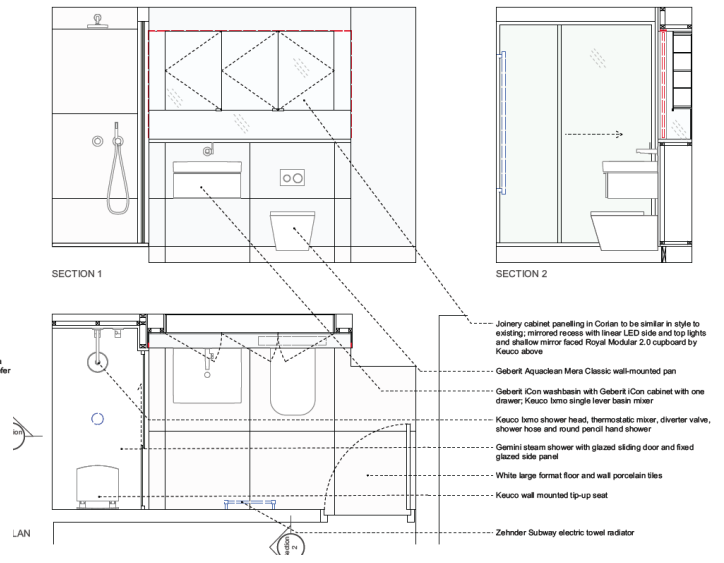 SECTION 1
SECTION 2
Joinery cabinet panelling in Corian to be similar in style to
existing; mirrored recess with linear LED side and top lights
and shallow mirror faced Royal Modular 2.0 cupboard by
Keuco above
Geberit Aquaclean Mera Classic wall-mounted pan
Geberit iCon washbasin with Geberit iCon cabinet with one
drawer; Keuco Ixmo single lever basin mixer
Keuco Ixmo shower head, thermostatic mixer, diverter valve,
shower hose and round pencil hand shower
Gemini steam shower with glazed sliding door and fixed
glazed side panel
White large format floor and wall porcelain tiles
Keuco wall mounted tip-up seat
Zehnder Subway electric towel radiator
LAN
ection
2
ion
fer